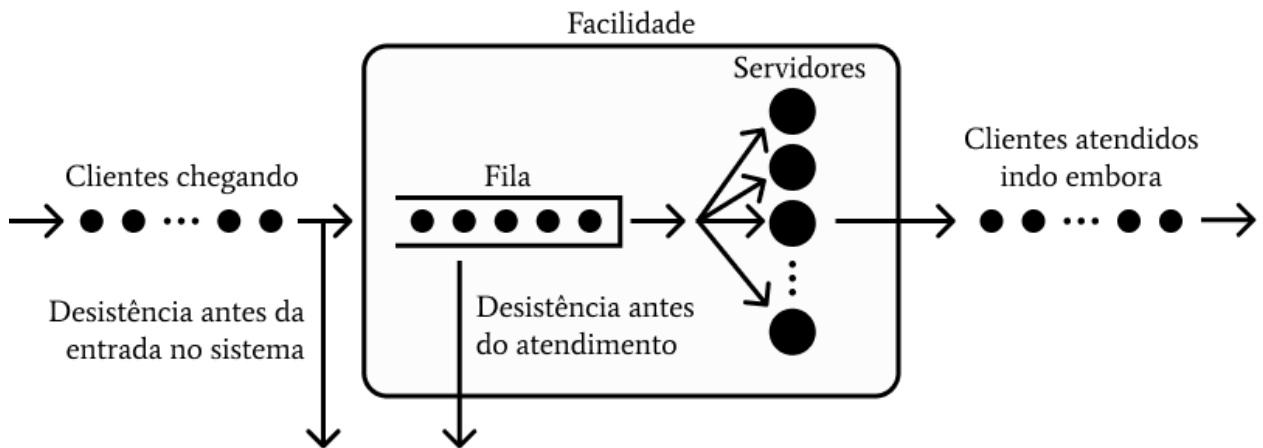 Facilidade
Servidores
Clientes chegando
Fila
Clientes atendidos
indo embora
Desistência antes da
entrada no sistema
Desistência antes
do atendimento